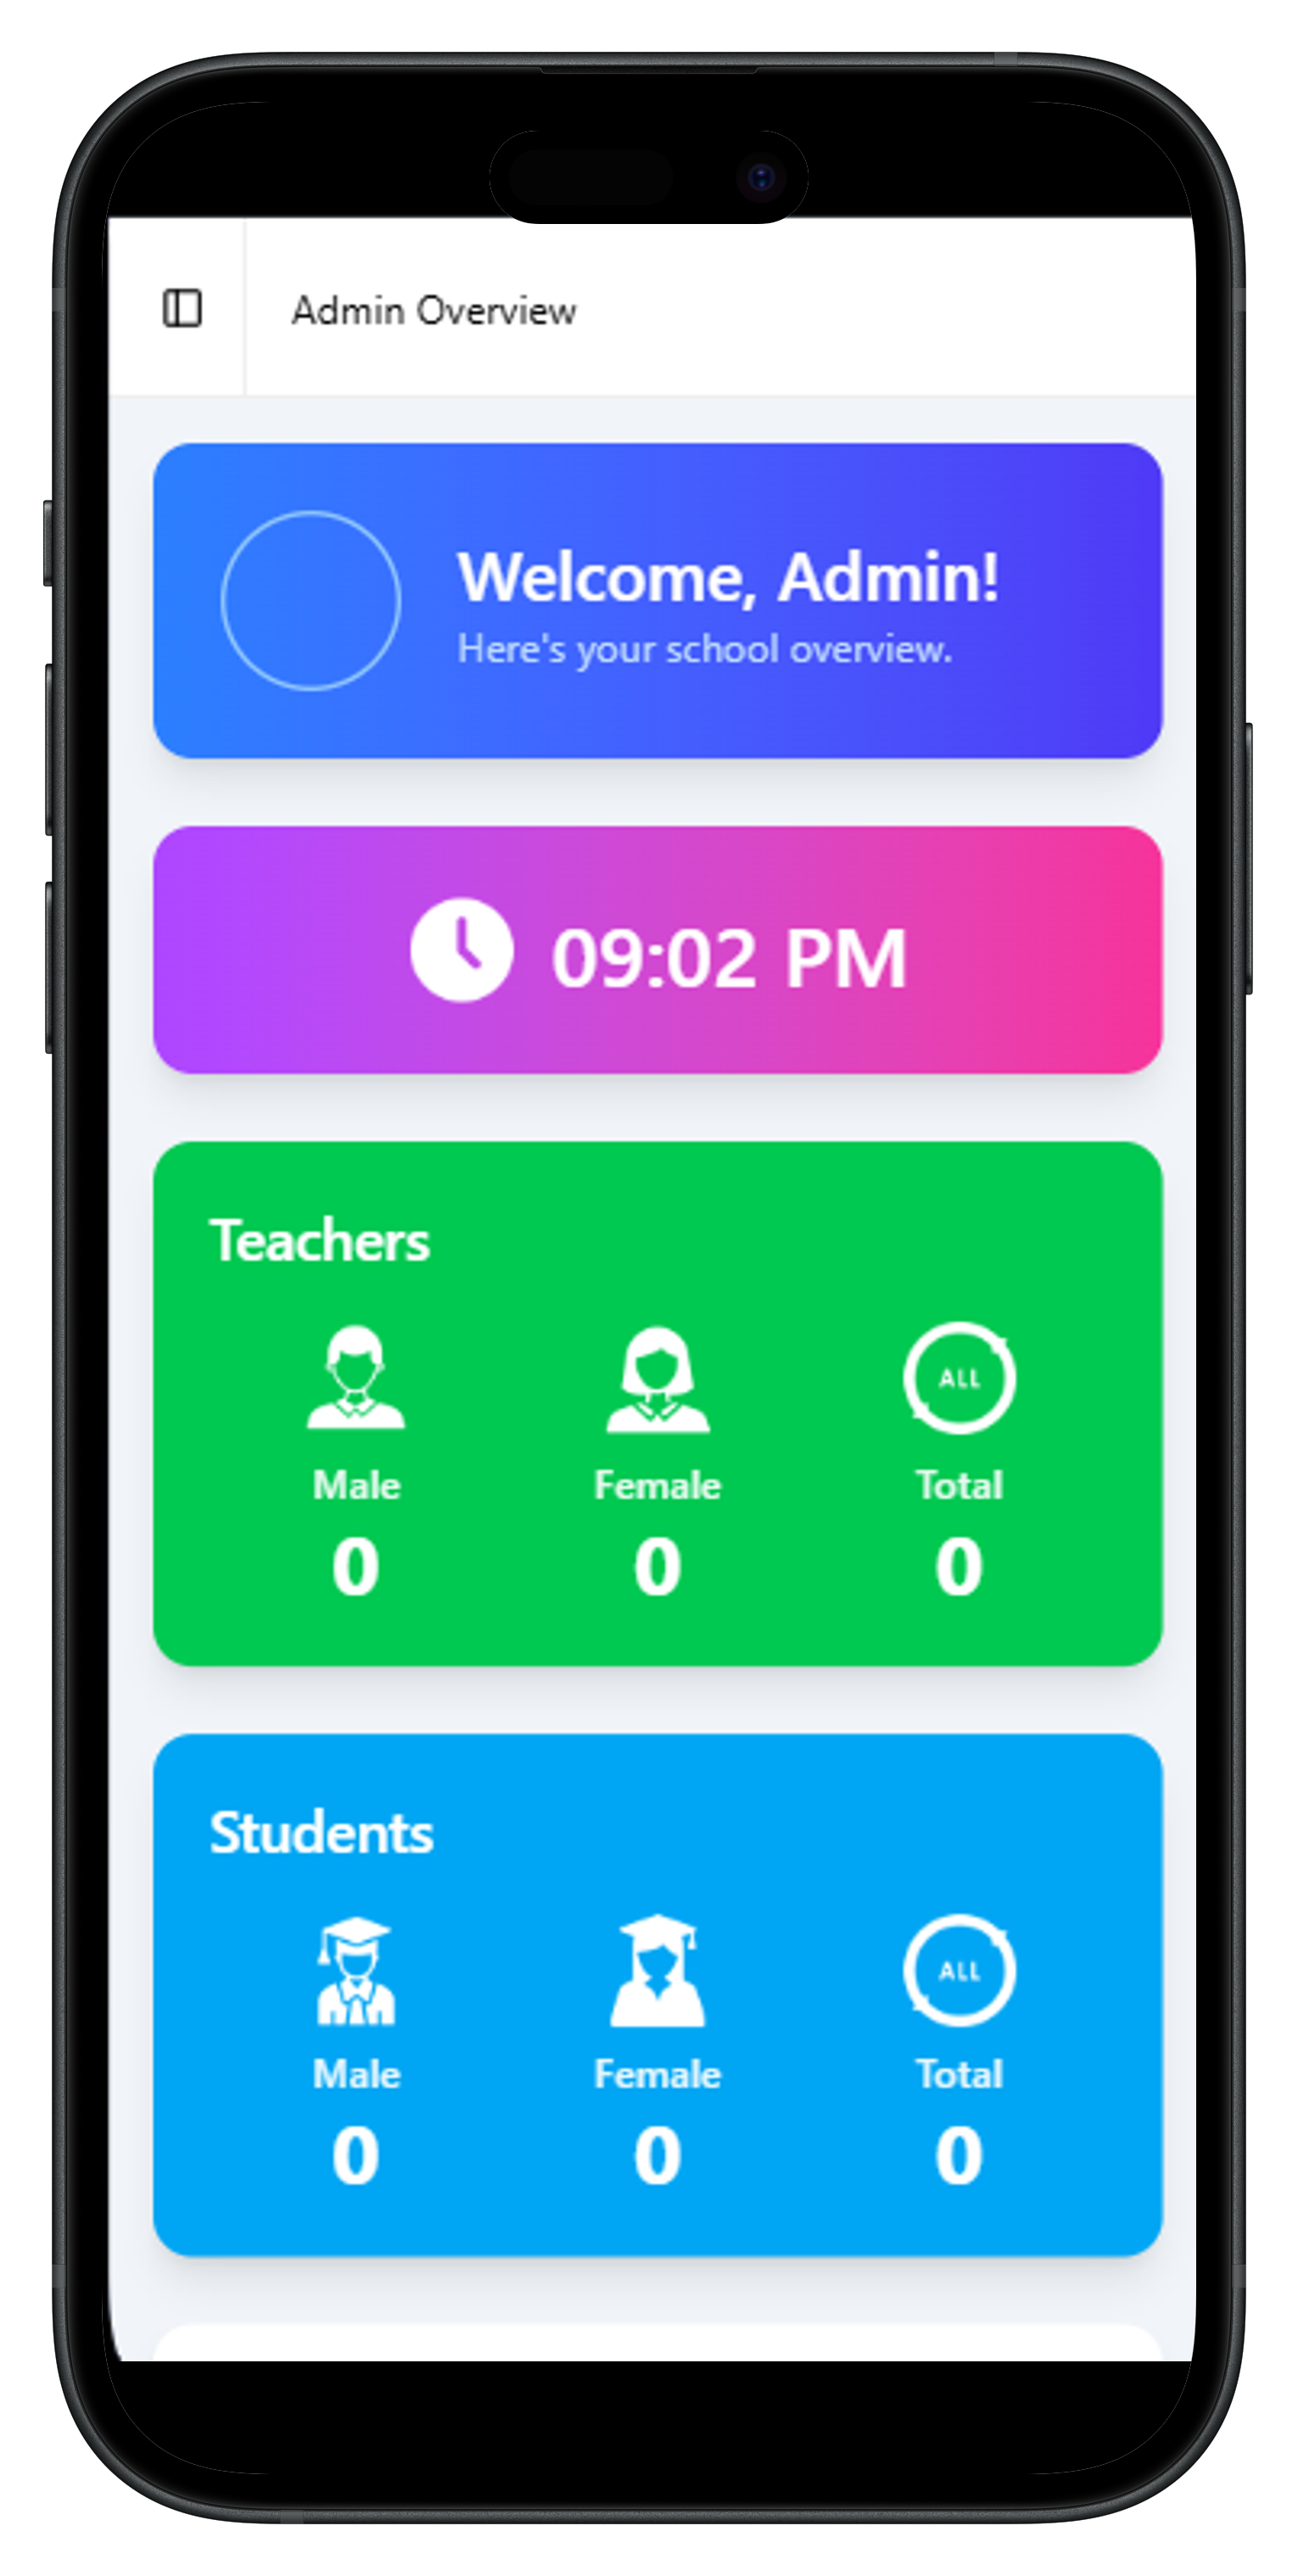 Admin Overview
Welcome, Admin!
Here's your school overview.
09:02 PM
Teachers
ALL
Male Female Total
0 0 0
Students
ALL
Male Female Total
0 0 0